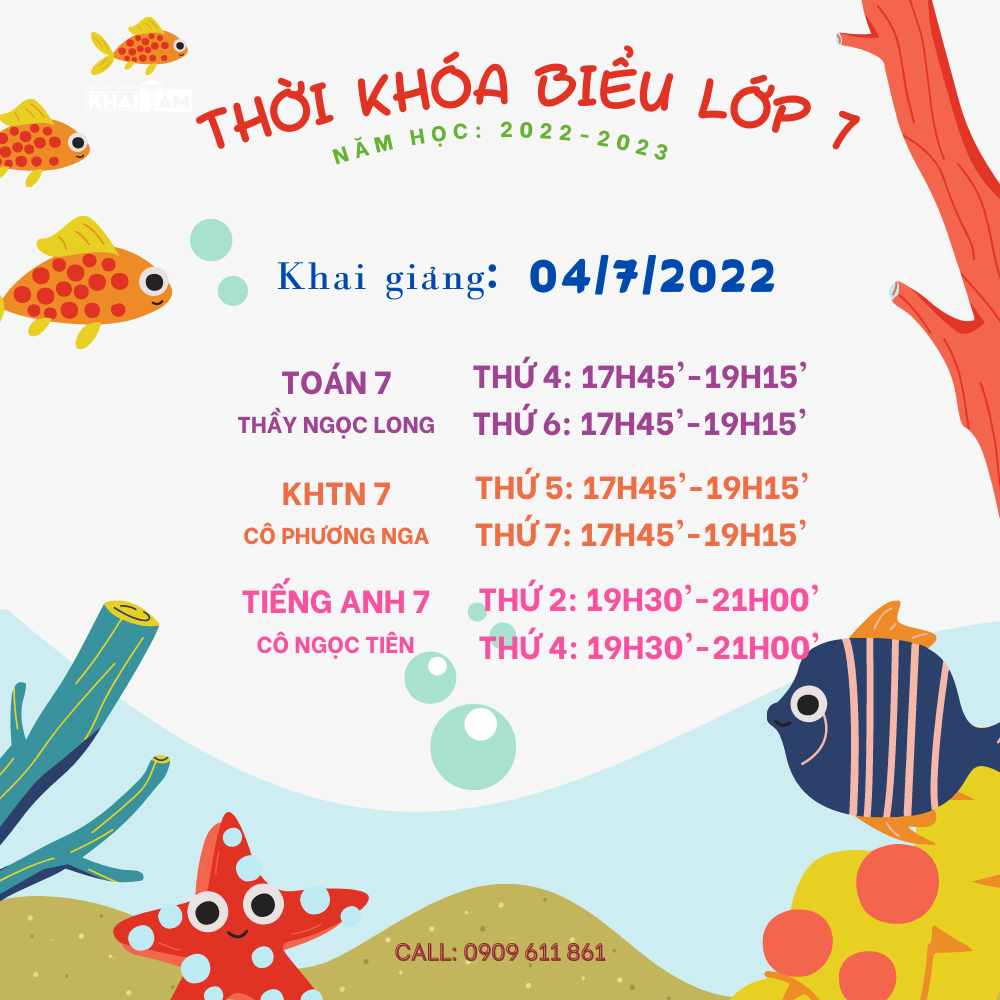 KHAI TÂM
THỜI KHÓA BIỂU LỚP 7
NĂM HỌC: 2022-2023
Khai giảng: 04/7/2022
TOÁN 7
THẦY NGỌC LONG
THỨ 4: 17H45’-19H15’
THỨ 6: 17H45’-19H15’
KHTN 7
CÔ PHƯƠNG NGA
THỨ 5: 17H45’-19H15’
THỨ 7: 17H45’-19H15’
TIẾNG ANH 7
CÔ NGỌC TIÊN
THỨ 2: 19H30’-21H00’
THỨ 4: 19H30’-21H00’
CALL: 0909 611 861